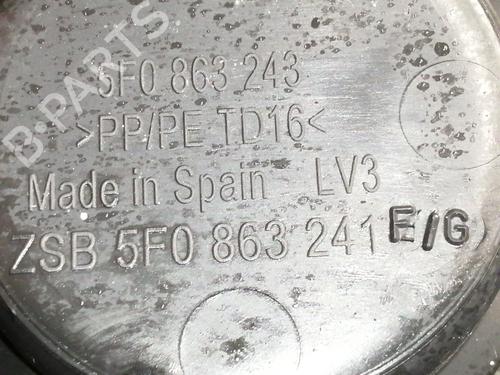 5F0 863 243
>PP/PE TD16<
Made in Spain LV3
ZSB 5F0 863 241 E/G
B-PARTS